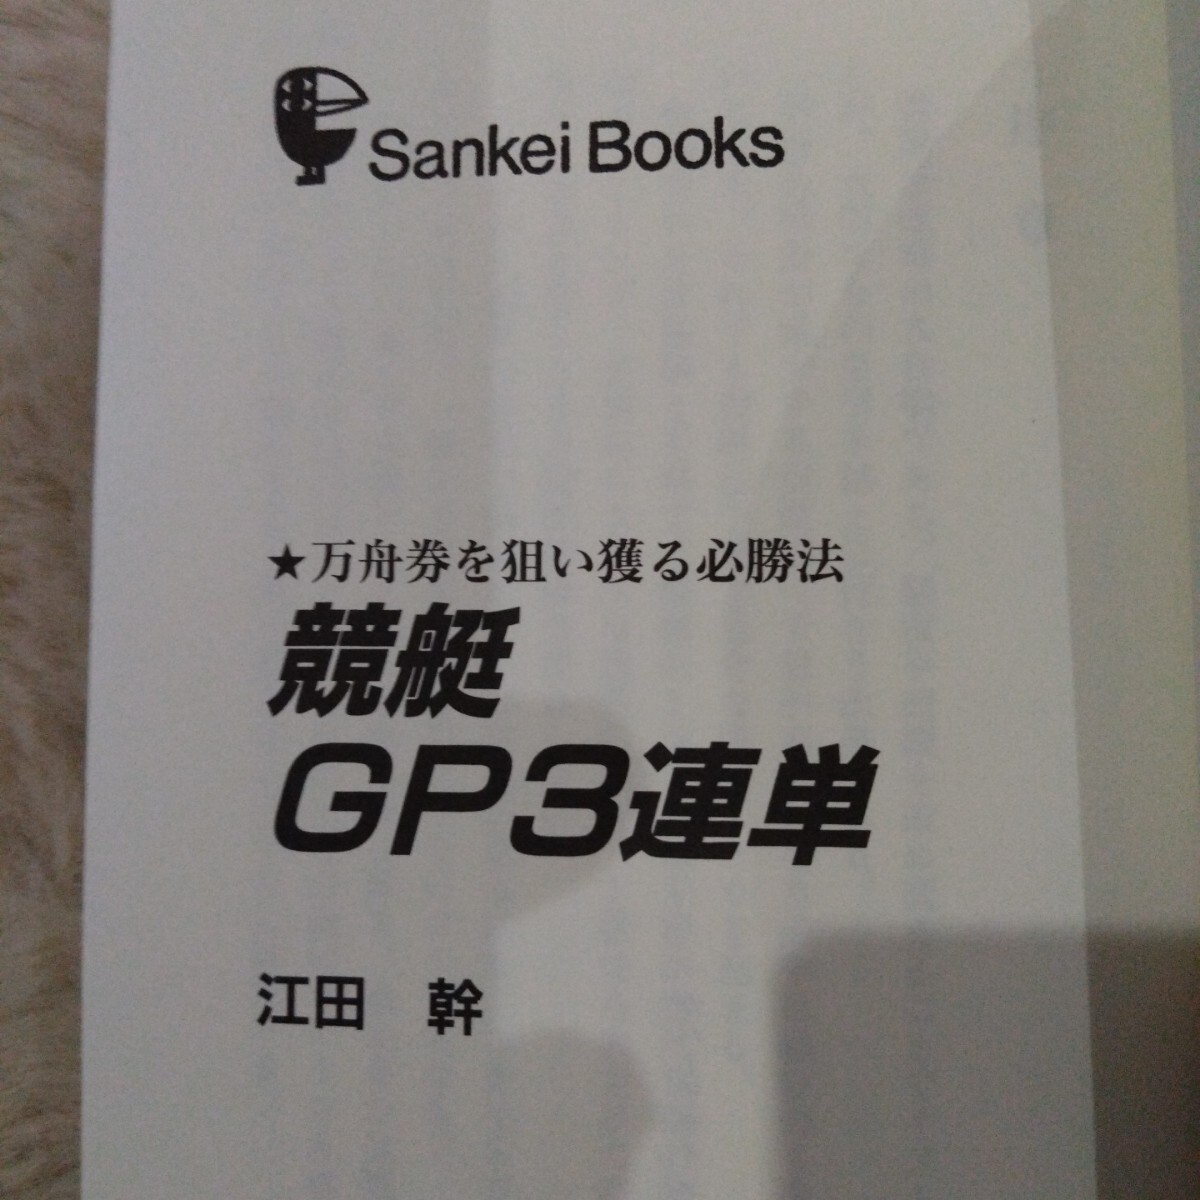 Sankei Books
★万舟券を狙い獲る必勝法
競艇
GP3連単
江田 幹